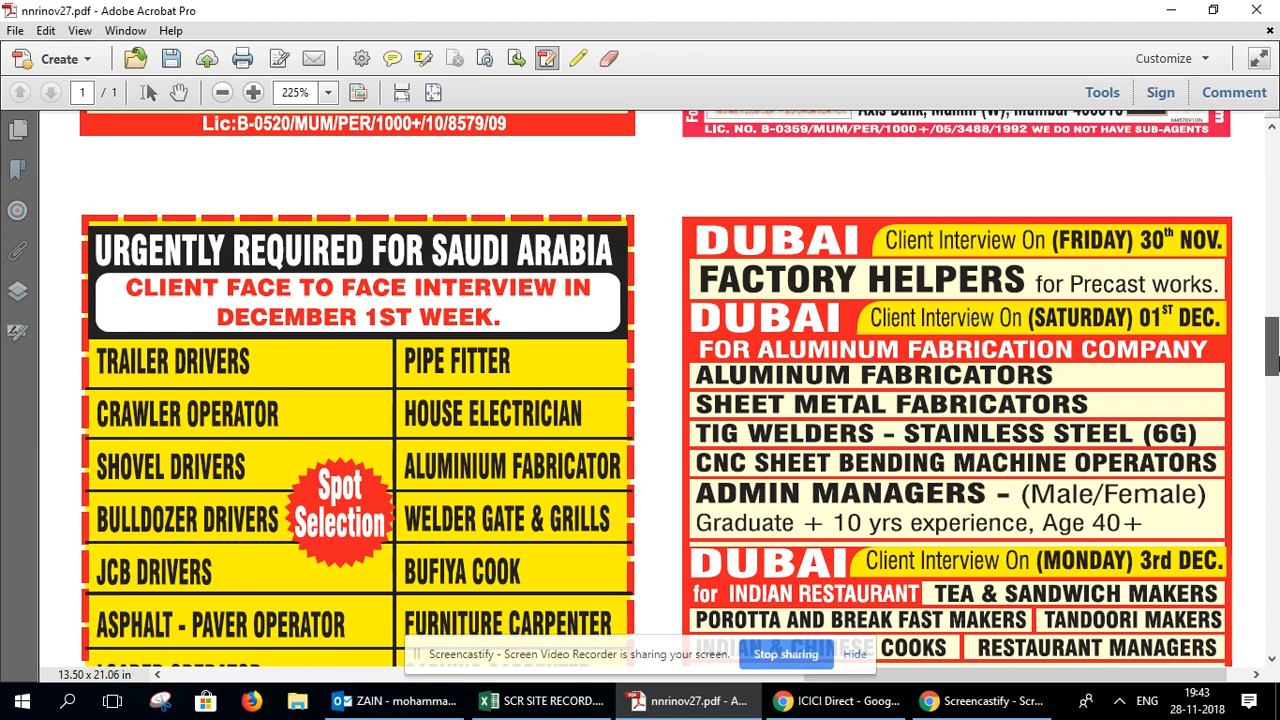 nnrinov27.pdf - Adobe Acrobat Pro
File Edit View Window Help
Create
Customize
1 / 1
225%
Tools Sign Comment
Lic:B-0520/MUM/PER/1000+/10/8579/09
LIC. NO. B-0359/MUM/PER/1000+/05/3488/1992 WE DO NOT HAVE SUB-AGENTS
URGENTLY REQUIRED FOR SAUDI ARABIA
CLIENT FACE TO FACE INTERVIEW IN
DECEMBER 1ST WEEK.
TRAILER DRIVERS
PIPE FITTER
CRAWLER OPERATOR
HOUSE ELECTRICIAN
SHOVEL DRIVERS
ALUMINIUM FABRICATOR
Spot
Selection
BULLDOZER DRIVERS
WELDER GATE & GRILLS
JCB DRIVERS
BUFIYA COOK
ASPHALT - PAVER OPERATOR
FURNITURE CARPENTER
DUBAI Client Interview On (FRIDAY) 30th NOV.
FACTORY HELPERS for Precast works.
DUBAI Client Interview On (SATURDAY) 01ST DEC.
FOR ALUMINUM FABRICATION COMPANY
ALUMINUM FABRICATORS
SHEET METAL FABRICATORS
TIG WELDERS - STAINLESS STEEL (6G)
CNC SHEET BENDING MACHINE OPERATORS
ADMIN MANAGERS - (Male/Female)
Graduate + 10 yrs experience, Age 40+
DUBAI Client Interview On (MONDAY) 3rd DEC.
for INDIAN RESTAURANT TEA & SANDWICH MAKERS
POROTTA AND BREAK FAST MAKERS TANDOORI MAKERS
INDIAN & CHINESE COOKS RESTAURANT MANAGERS
Screencastify - Screen Video Recorder is sharing your screen. Stop sharing Hide
13.50 x 21.06 in
ZAIN - mohamma...
SCR SITE RECORD....
nnrinov27.pdf - A...
ICICI Direct - Goog...
Screencastify - Scr...
ENG
19:43
28-11-2018